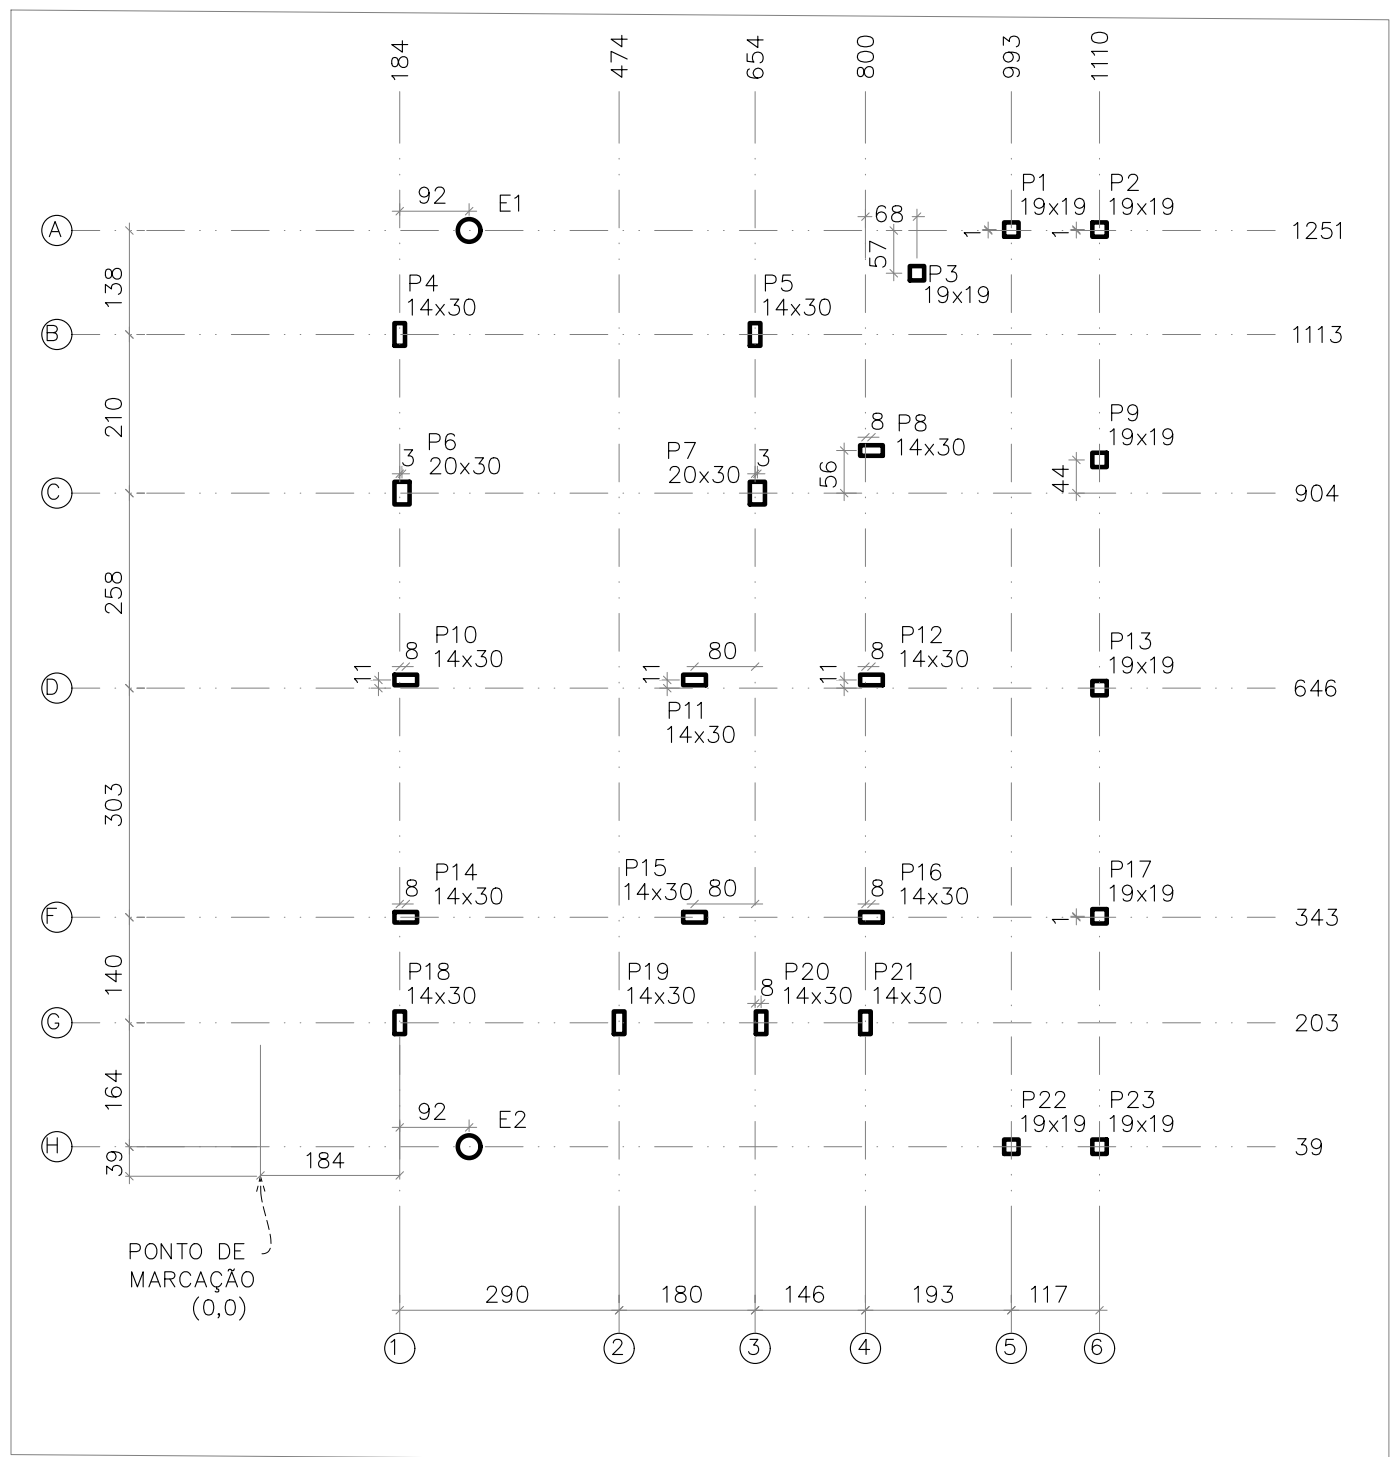 184
474
654
800
993
1110
92
E1
68
P1
19x19
P2
19x19
A
1
1
1251
57
P3
19x19
138
P4
14x30
P5
14x30
B
1113
210
8
P8
14x30
P9
19x19
3
P6
20x30
P7
20x30
3
56
44
C
904
258
P10
14x30
8
11
80
11
P11
14x30
P12
14x30
8
11
P13
19x19
D
646
303
P14
14x30
8
P15
14x30
80
P16
14x30
8
P17
19x19
1
F
343
140
P18
14x30
P19
14x30
8
P20
14x30
P21
14x30
G
203
164
92
E2
P22
19x19
P23
19x19
H
39
39
184
PONTO DE
MARCAÇÃO
(0,0)
290
180
146
193
117
1
2
3
4
5
6